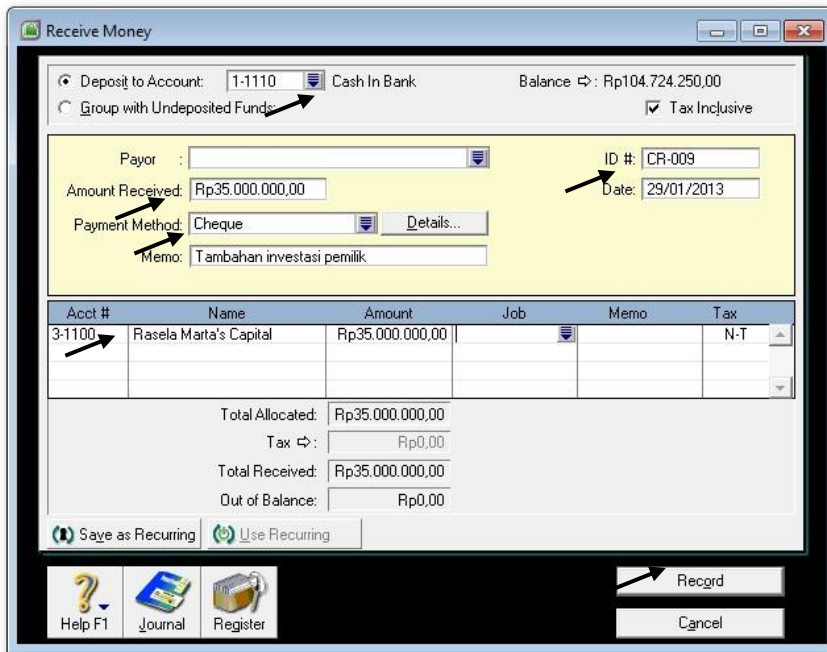 Receive Money
Deposit to Account: 1-1110 Cash In Bank Balance ⇨: Rp104.724.250,00
Group with Undeposited Funds: Tax Inclusive
Payor : ID #: CR-009
Amount Received: Rp35.000.000,00 Date: 29/01/2013
Payment Method: Cheque Details...
Memo: Tambahan investasi pemilik
Acct # Name Amount Job Memo Tax
3-1100 Rasela Marta's Capital Rp35.000.000,00 N-T
Total Allocated: Rp35.000.000,00
Tax ⇨: Rp0,00
Total Received: Rp35.000.000,00
Out of Balance: Rp0,00
Save as Recurring Use Recurring
Help F1 Journal Register Record
Cancel